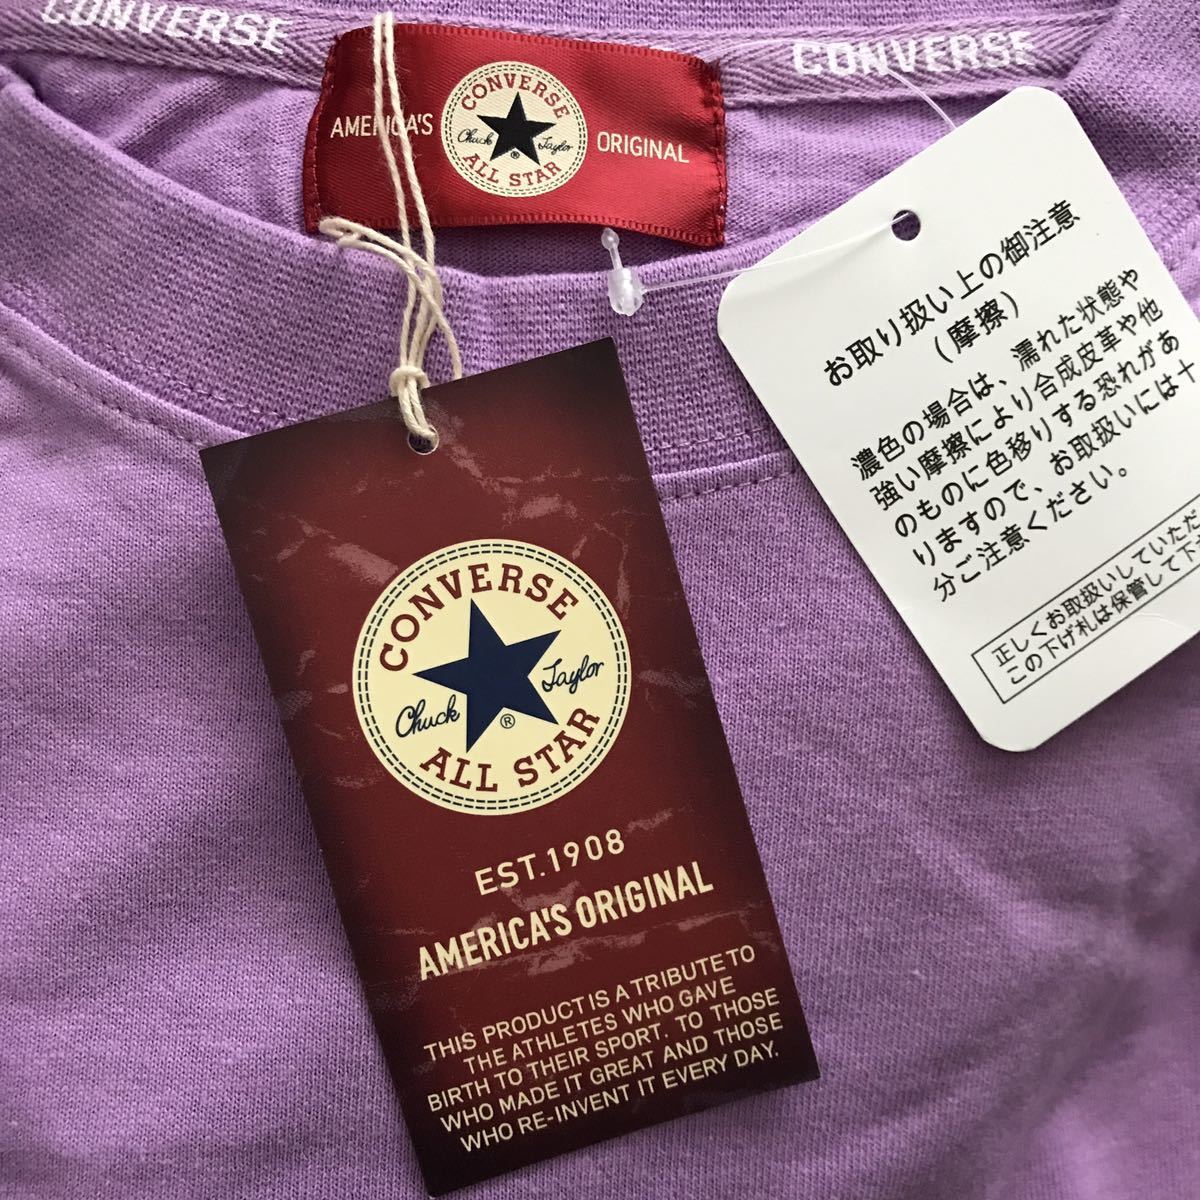 CONVERSE
CONVERSE
AMERICA'S
CONVERSE
Chuck Taylor
®
ALL STAR
ORIGINAL
CONVERSE
Chuck Taylor
®
ALL STAR
EST.1908
AMERICA'S ORIGINAL
THIS PRODUCT IS A TRIBUTE TO
THE ATHLETES WHO GAVE
BIRTH TO THEIR SPORT. TO THOSE
WHO MADE IT GREAT AND THOSE
WHO RE-INVENT IT EVERY DAY.
お取り扱い上の御注意
(摩擦)
濃色の場合は、濡れた状態や
強い摩擦により合成皮革や他
のものに色移りする恐れがあ
りますので、お取扱いには十
分ご注意ください。
正しくお取扱いしていただ
この下げ札は保管して下